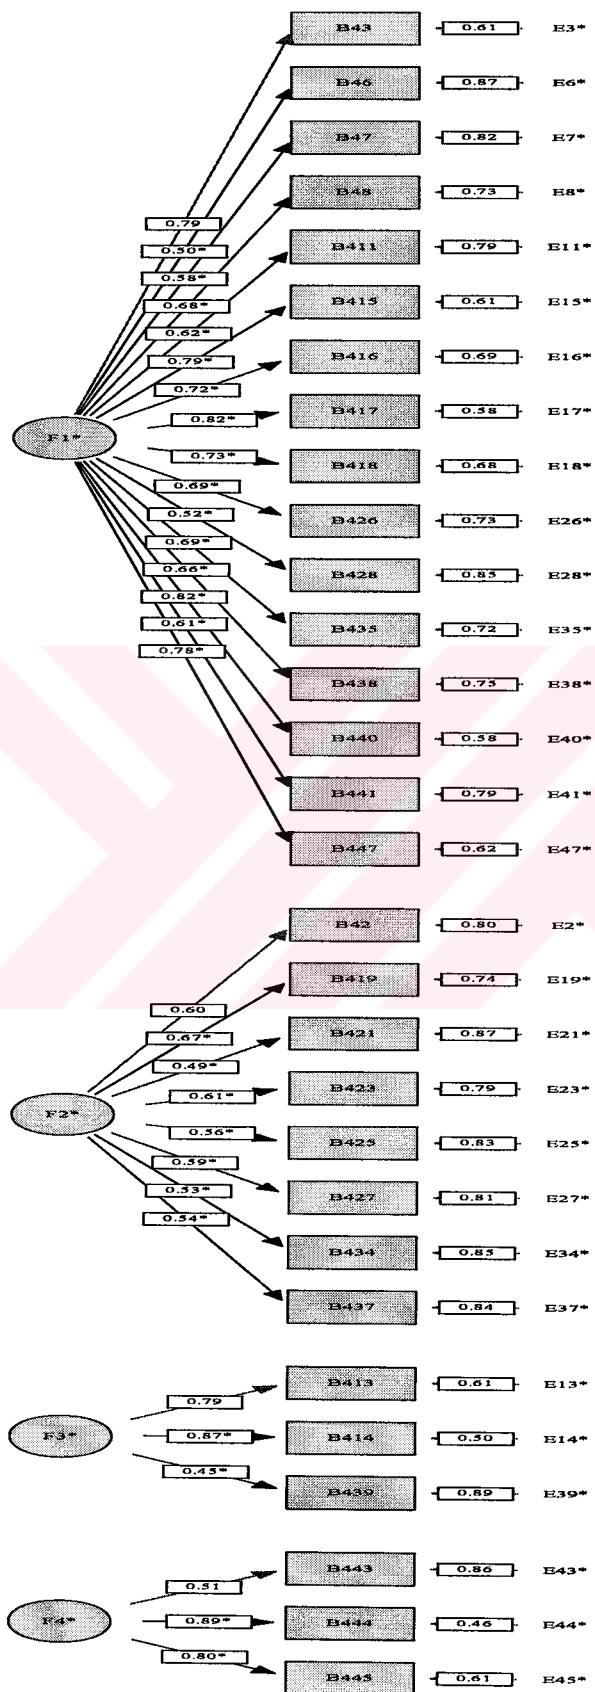 B43 0.61 E3*
B46 0.87 E6*
B47 0.82 E7*
B48 0.73 E8*
0.79
0.50* B411 0.79 E11*
0.58*
0.68* B415 0.61 E15*
0.62*
0.79* B416 0.69 E16*
0.72*
0.82* B417 0.58 E17*
F1*
0.73* B418 0.68 E18*
0.69*
0.52* B426 0.73 E26*
0.69*
0.66* B428 0.85 E28*
0.82*
0.61* B435 0.72 E35*
0.78*
B438 0.75 E38*
B440 0.58 E40*
B441 0.79 E41*
B447 0.62 E47*
B42 0.80 E2*
B419 0.74 E19*
0.60
0.67* B421 0.87 E21*
0.49*
0.61* B423 0.79 E23*
F2*
0.56* B425 0.83 E25*
0.59*
0.53* B427 0.81 E27*
0.54*
B434 0.85 E34*
B437 0.84 E37*
B413 0.61 E13*
0.79
F3* 0.87* B414 0.50 E14*
0.45*
B439 0.89 E39*
B443 0.86 E43*
0.51
F4* 0.89* B444 0.46 E44*
0.80*
B445 0.61 E45*